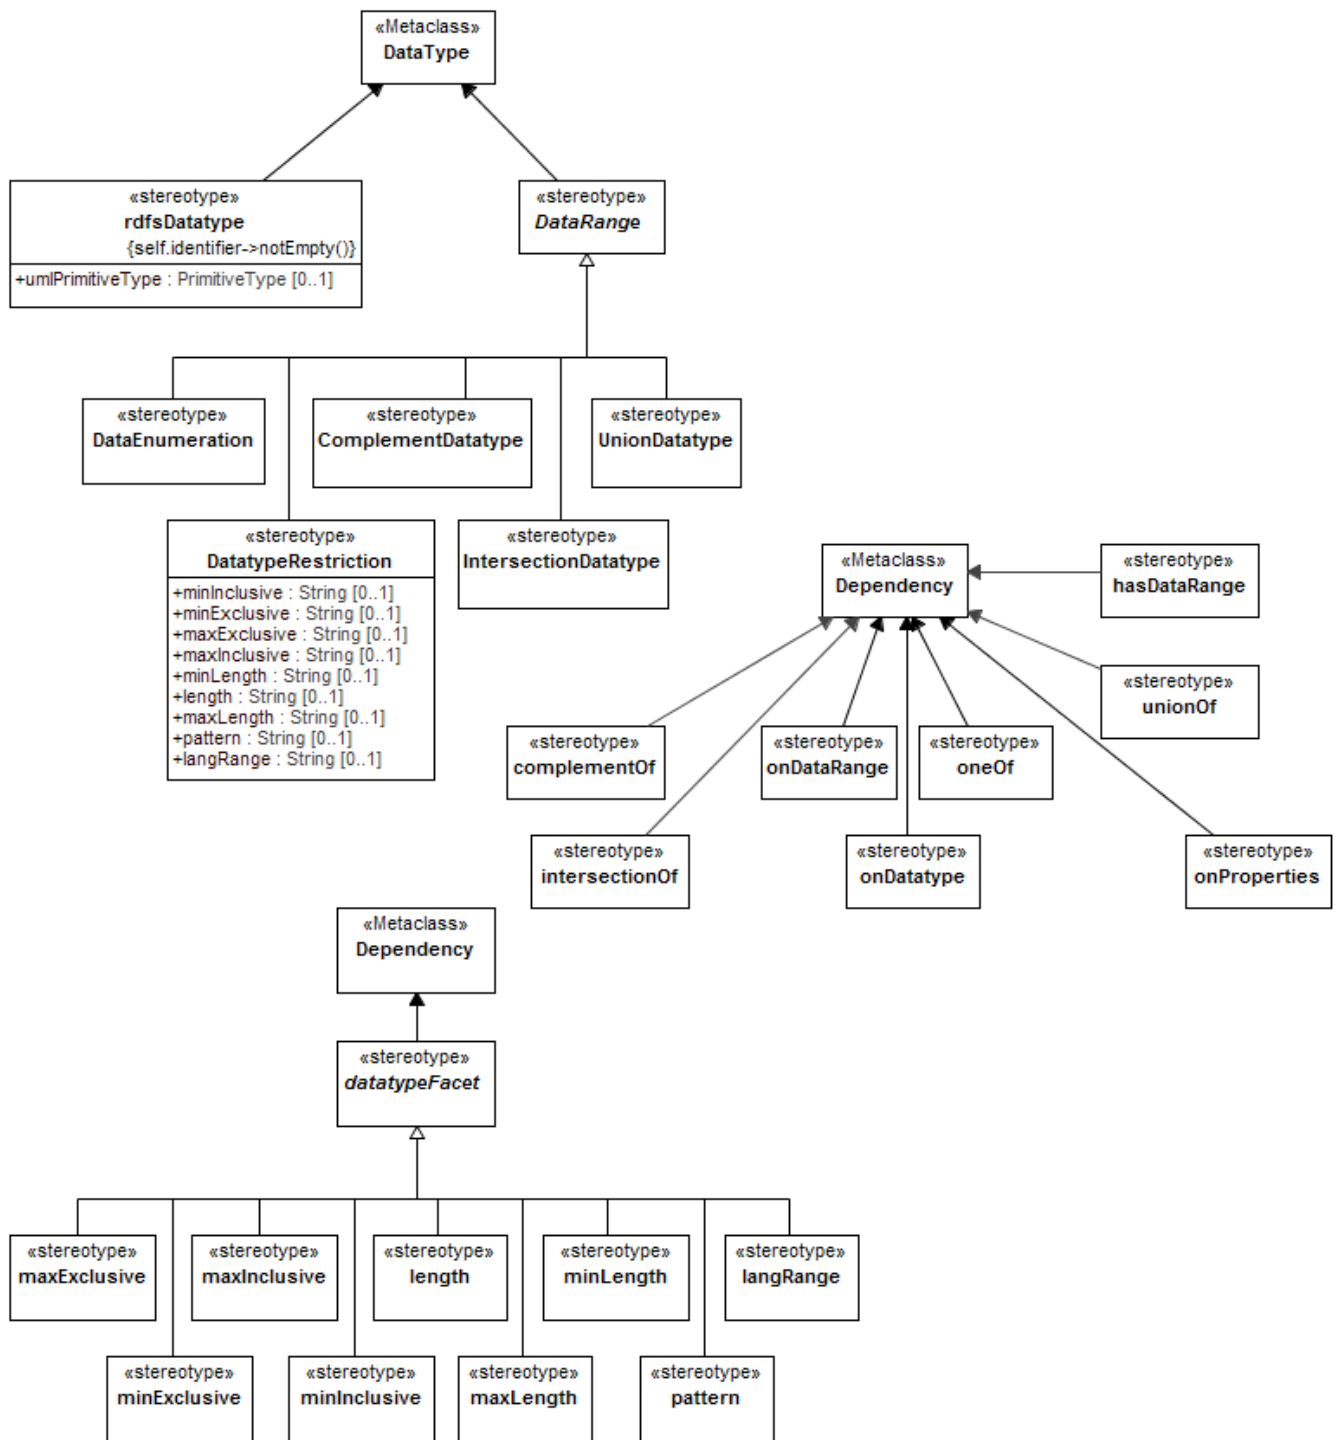 «Metaclass»
DataType
«stereotype»
rdfsDatatype
{self.identifier->notEmpty()}
+umlPrimitiveType : PrimitiveType [0..1]
«stereotype»
DataRange
«stereotype»
DataEnumeration
«stereotype»
ComplementDatatype
«stereotype»
UnionDatatype
«stereotype»
DatatypeRestriction
+minInclusive : String [0..1]
+minExclusive : String [0..1]
+maxExclusive : String [0..1]
+maxInclusive : String [0..1]
+minLength : String [0..1]
+length : String [0..1]
+maxLength : String [0..1]
+pattern : String [0..1]
+langRange : String [0..1]
«stereotype»
IntersectionDatatype
«Metaclass»
Dependency
«stereotype»
hasDataRange
«stereotype»
unionOf
«stereotype»
complementOf
«stereotype»
onDataRange
«stereotype»
oneOf
«stereotype»
intersectionOf
«stereotype»
onDatatype
«stereotype»
onProperties
«Metaclass»
Dependency
«stereotype»
datatypeFacet
«stereotype»
maxExclusive
«stereotype»
maxInclusive
«stereotype»
length
«stereotype»
minLength
«stereotype»
langRange
«stereotype»
minExclusive
«stereotype»
minInclusive
«stereotype»
maxLength
«stereotype»
pattern